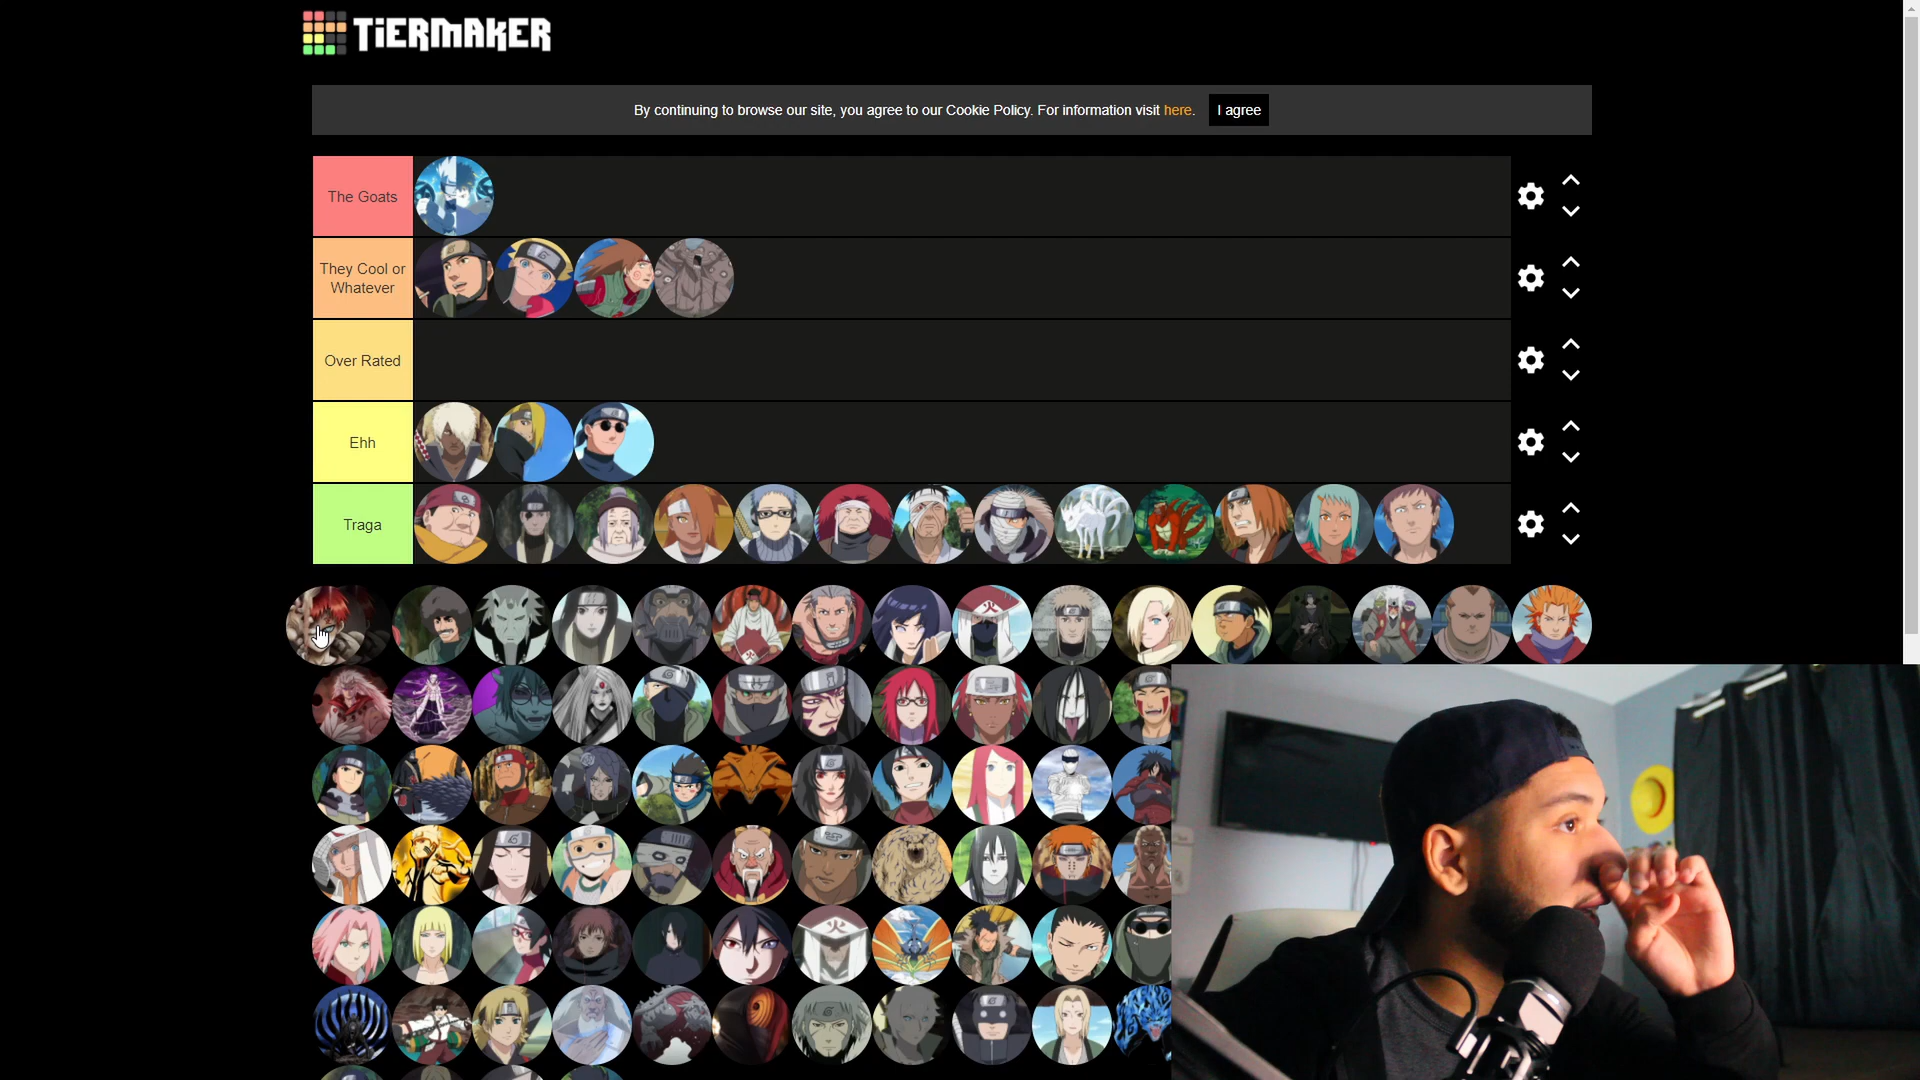 TiERMAKER
By continuing to browse our site, you agree to our Cookie Policy. For information visit here. I agree
The Goats
They Cool or
Whatever
Over Rated
Ehh
Traga